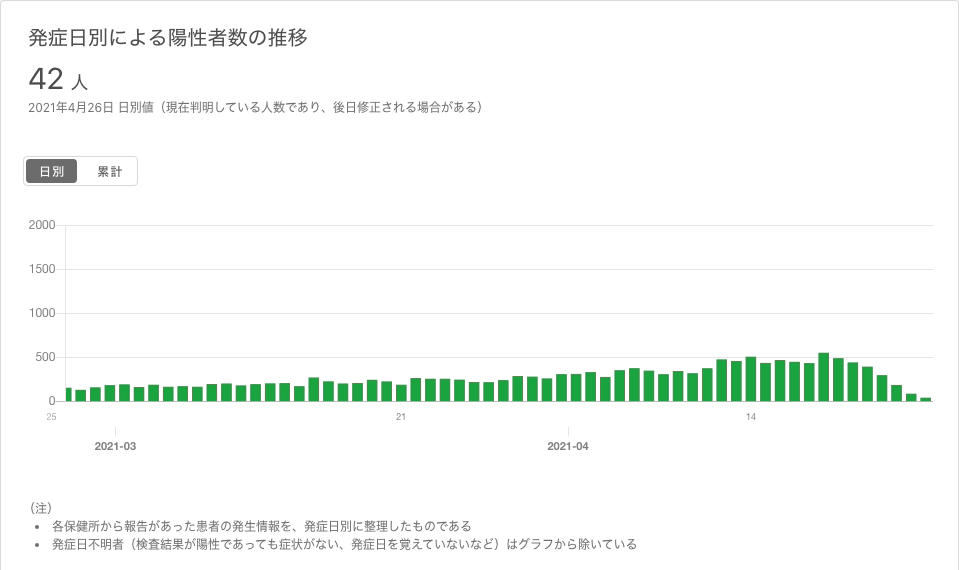 発症日別による陽性者数の推移
42 人
2021年4月26日 日別値（現在判明している人数であり、後日修正される場合がある）
日別 累計
2000
1500
1000
500
0
25 21 14
2021-03 2021-04
（注）
• 各保健所から報告があった患者の発生情報を、発症日別に整理したものである
• 発症日不明者（検査結果が陽性であっても症状がない、発症日を覚えていないなど）はグラフから除いている